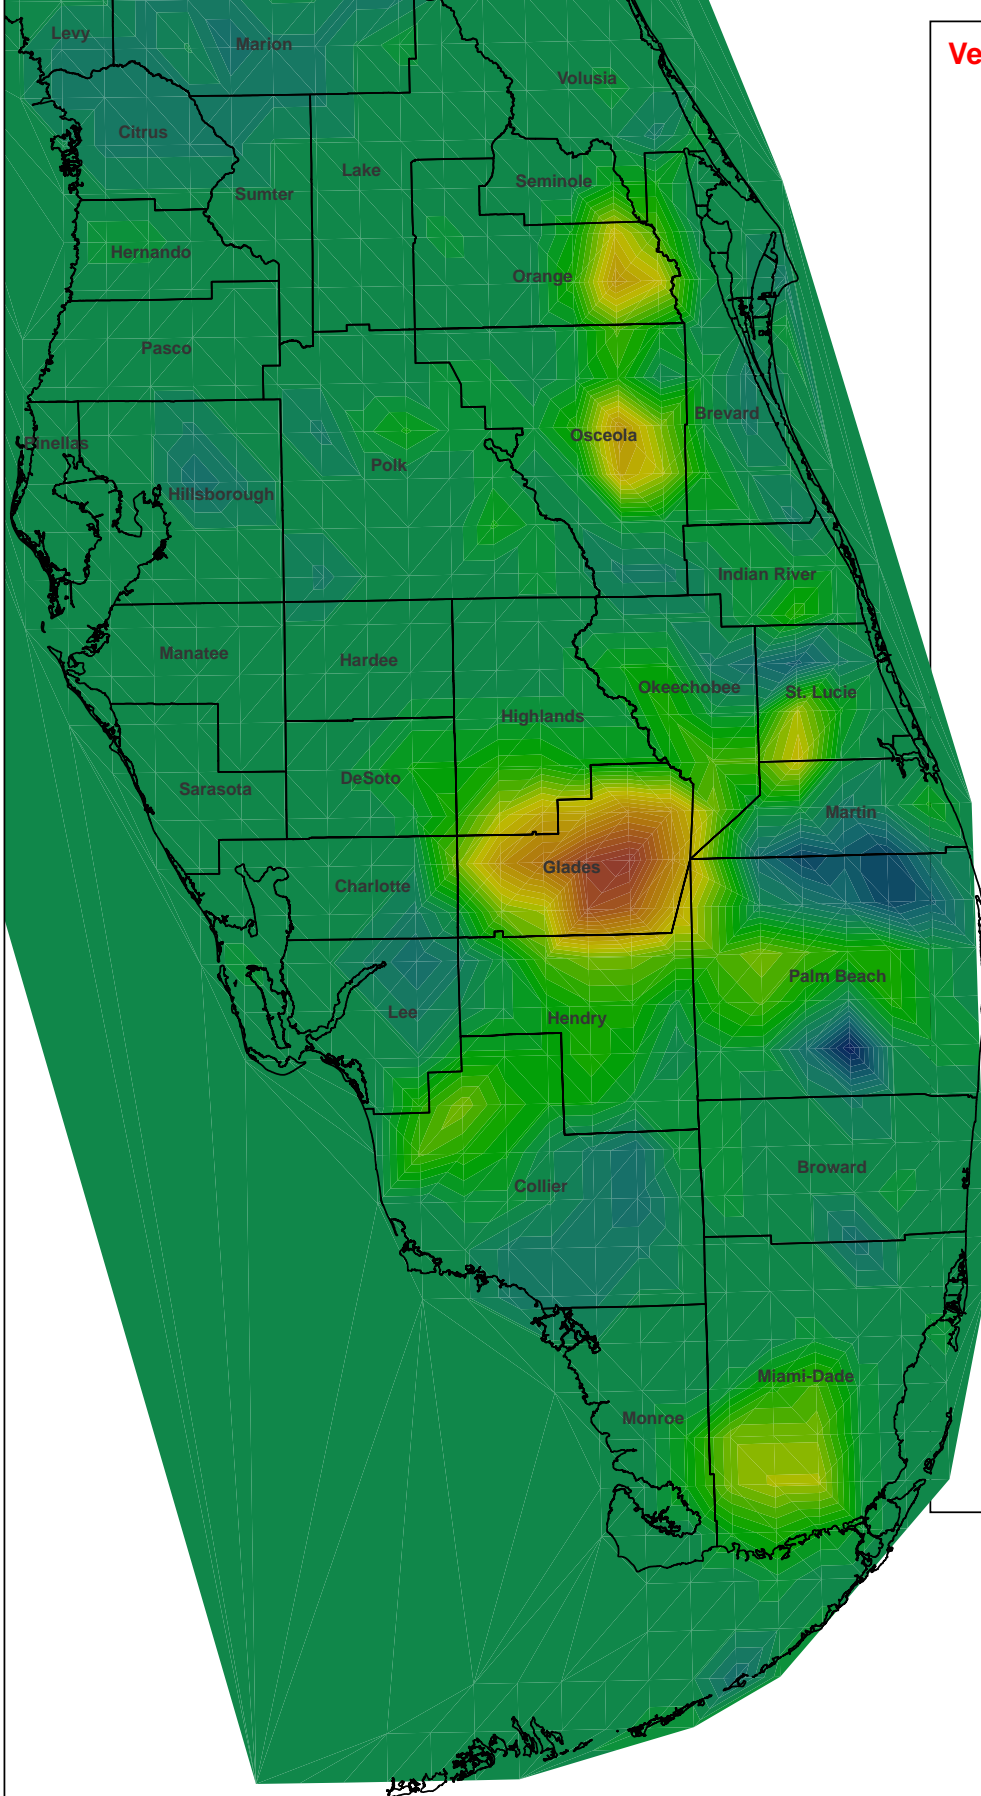 Levy
Marion
Ve
Volusia
Citrus
Lake
Seminole
Sumter
Hernando
Orange
Pasco
Brevard
Pinellas
Osceola
Polk
Hillsborough
Indian River
Manatee
Hardee
Okeechobee
St. Lucie
Highlands
DeSoto
Sarasota
Martin
Glades
Charlotte
Palm Beach
Lee
Hendry
Broward
Collier
Miami-Dade
Monroe